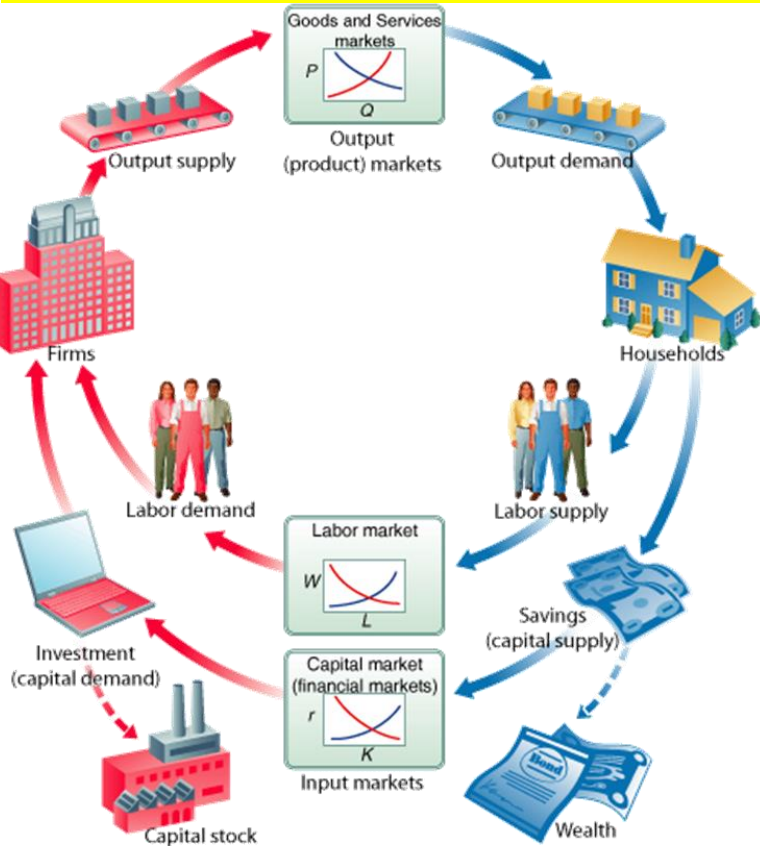 Goods and Services
markets
P
Q
Output
(product) markets
Output supply
Output demand
Firms
Households
Labor demand
Labor supply
Labor market
W
L
Investment
(capital demand)
Savings
(capital supply)
Capital market
(financial markets)
r
K
Input markets
Capital stock
Bond
Wealth